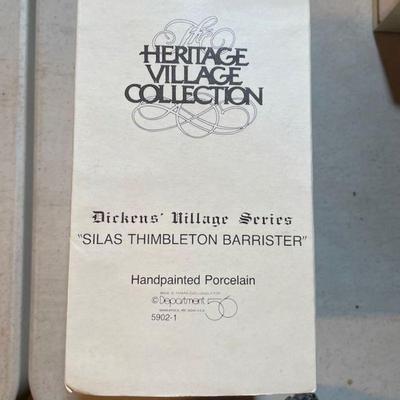 The
HERITAGE
VILLAGE
COLLECTION
Dickens' Village Series
"SILAS THIMBLETON BARRISTER"
Handpainted Porcelain
© Department 56
5902-1